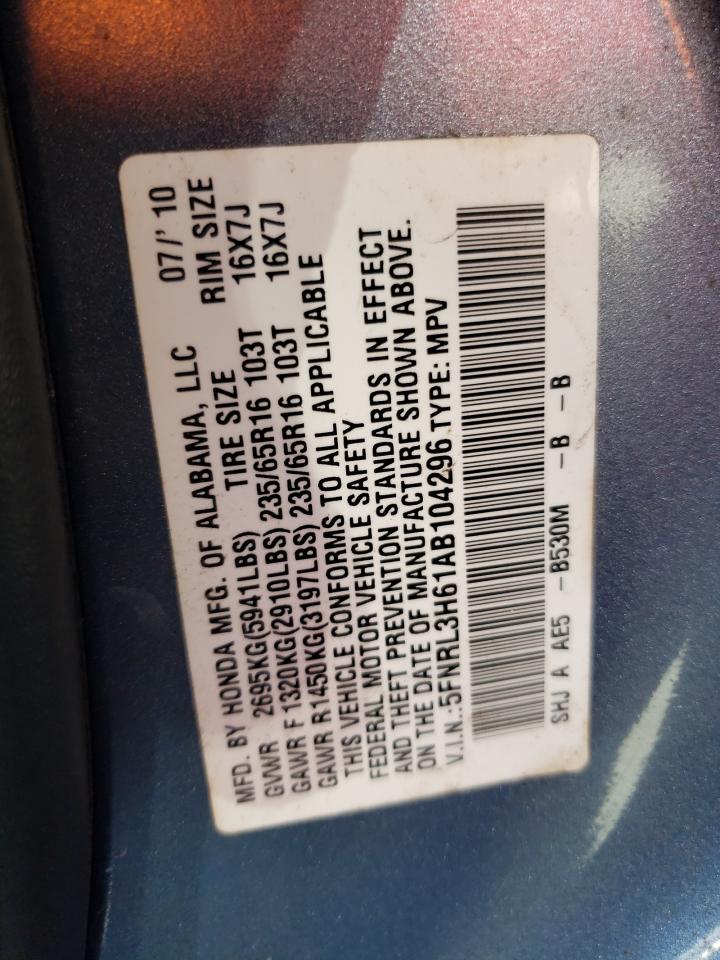 MFD. BY HONDA MFG. OF ALABAMA, LLC 07/' 10
GVWR 2695KG(5941LBS) TIRE SIZE RIM SIZE
GAWR F 1320KG(2910LBS) 235/65R16 103T 16X7J
GAWR R 1450KG(3197LBS) 235/65R16 103T 16X7J
THIS VEHICLE CONFORMS TO ALL APPLICABLE
FEDERAL MOTOR VEHICLE SAFETY
AND THEFT PREVENTION STANDARDS IN EFFECT
ON THE DATE OF MANUFACTURE SHOWN ABOVE.
V.I.N.:5FNRL3H61AB104296 TYPE: MPV
SHJ A AE5 -B530M -B -B